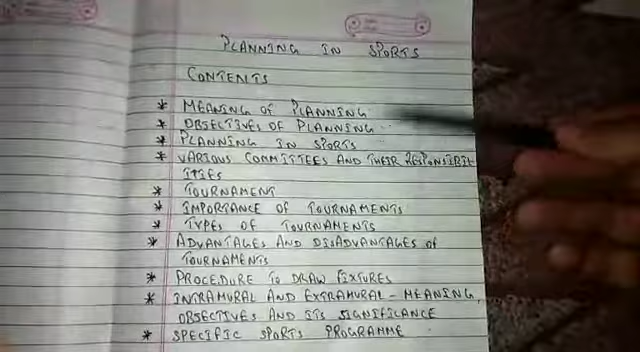 PLANNING IN SPORTS
CONTENTS
* MEANING OF PLANNING
* OBJECTIVES OF PLANNING
* PLANNING IN SPORTS
* VARIOUS COMMITTEES AND THEIR RESPONSIBIL
ITIES
* TOURNAMENT
* IMPORTANCE OF TOURNAMENTS
* TYPES OF TOURNAMENTS
* ADVANTAGES AND DISADVANTAGES OF
TOURNAMENTS
* PROCEDURE TO DRAW FIXTURES
* INTRAMURAL AND EXTRAMURAL - MEANING,
OBJECTIVES AND ITS SIGNIFICANCE
* SPECIFIC SPORTS PROGRAMME